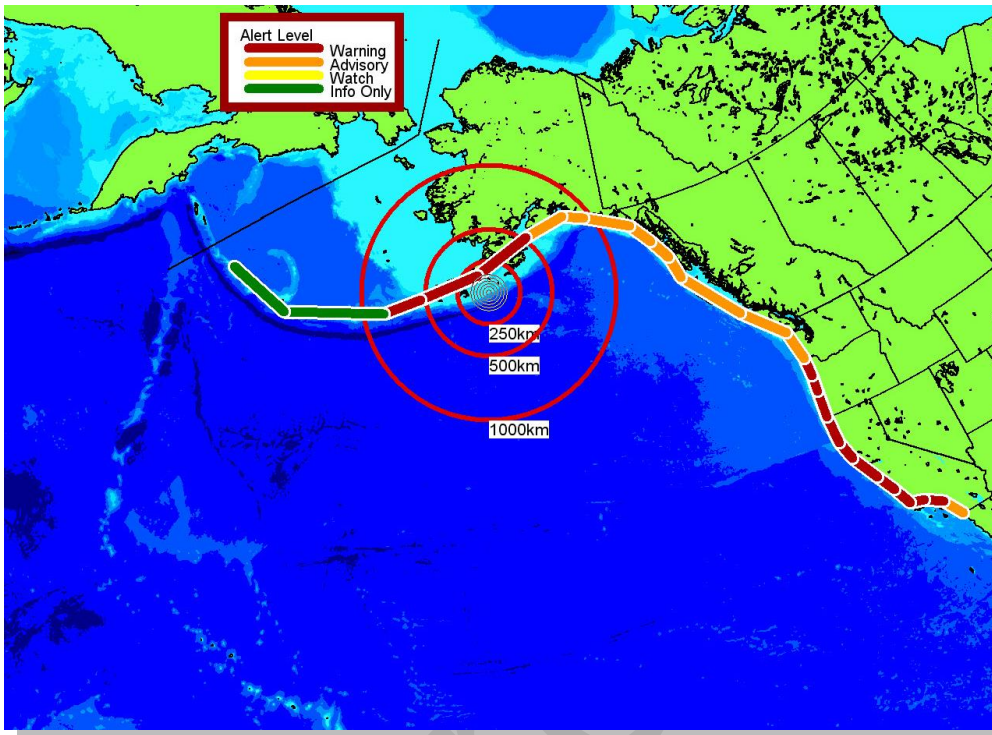 Alert Level
Warning
Advisory
Watch
Info Only
250km
500km
1000km